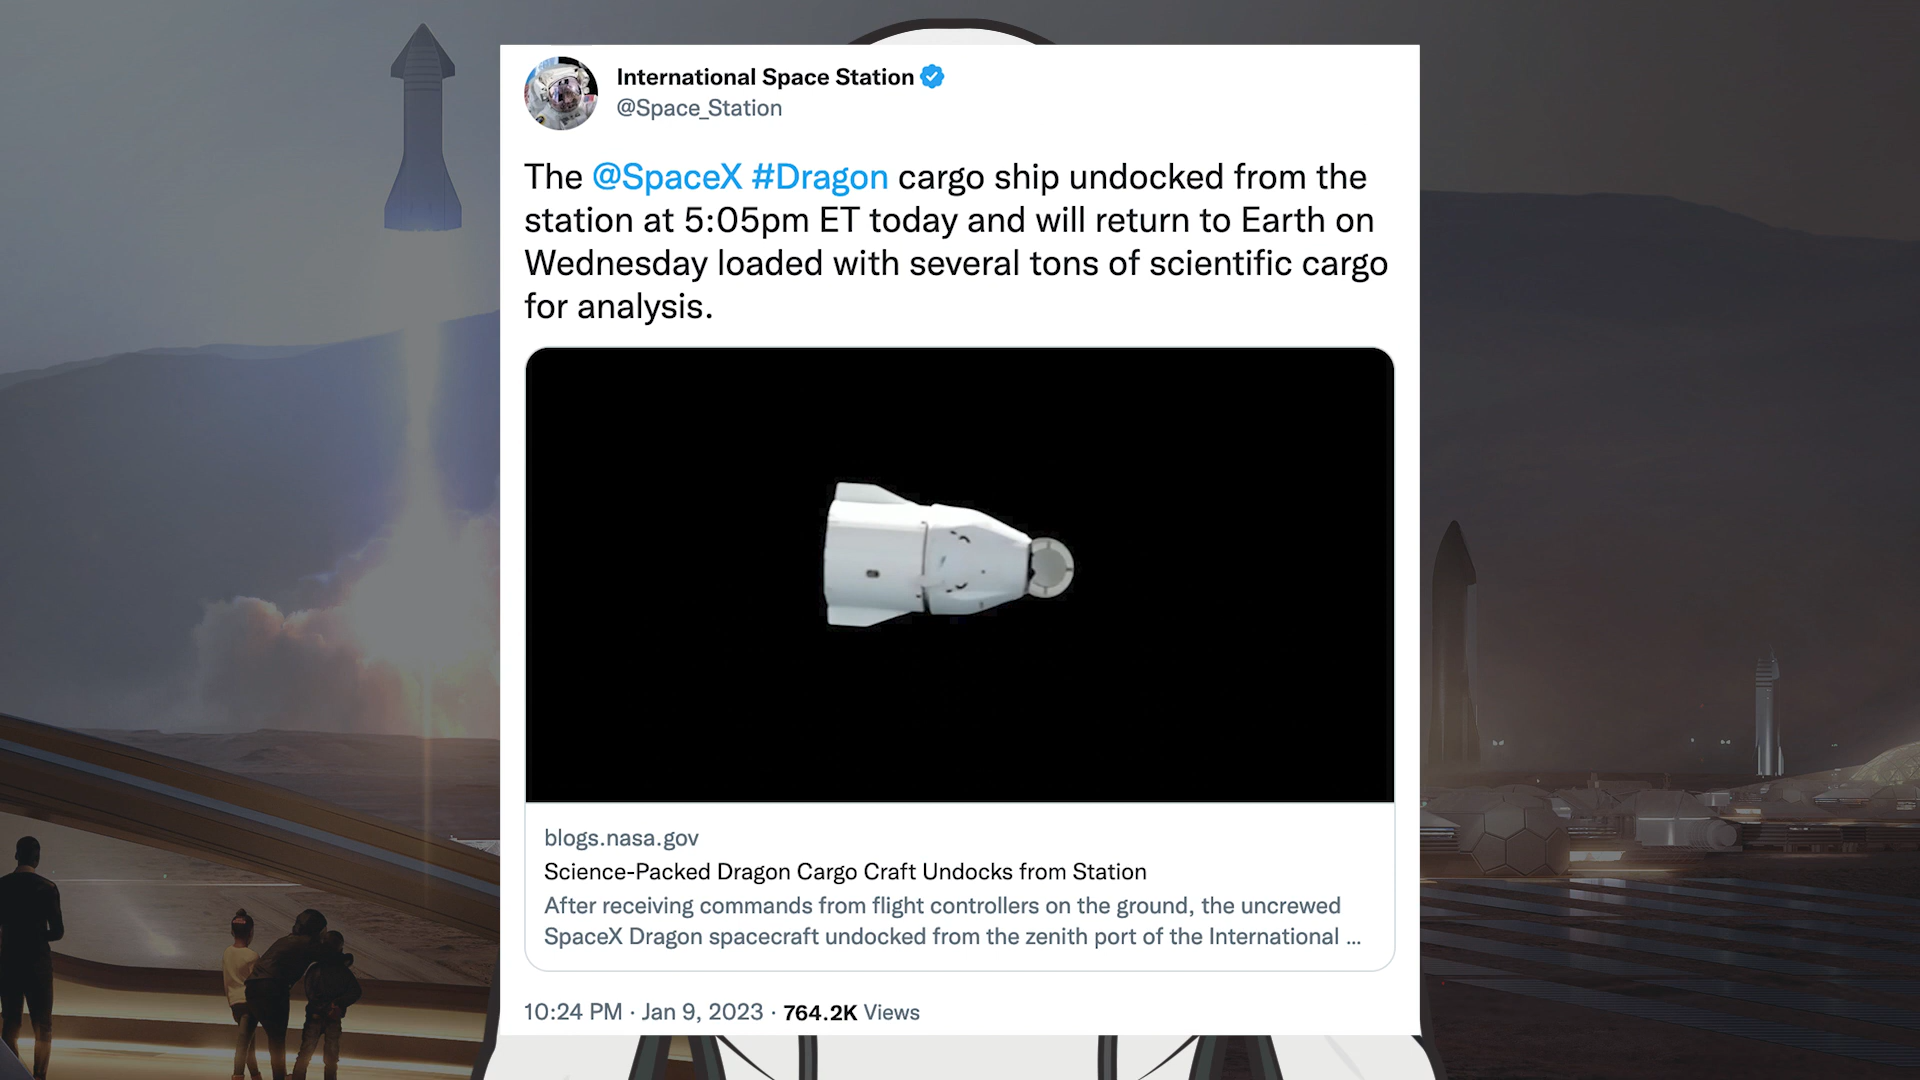 International Space Station
@Space_Station
The @SpaceX #Dragon cargo ship undocked from the
station at 5:05pm ET today and will return to Earth on
Wednesday loaded with several tons of scientific cargo
for analysis.
blogs.nasa.gov
Science-Packed Dragon Cargo Craft Undocks from Station
After receiving commands from flight controllers on the ground, the uncrewed
SpaceX Dragon spacecraft undocked from the zenith port of the International ...
10:24 PM · Jan 9, 2023 · 764.2K Views